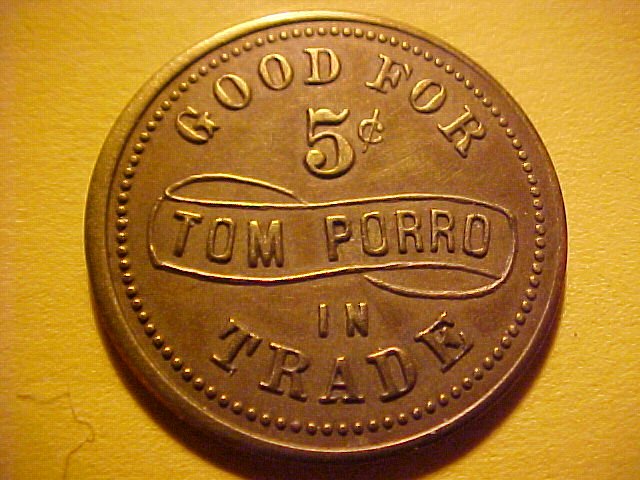 GOOD FOR
5¢
TOM PORRO
IN
TRADE